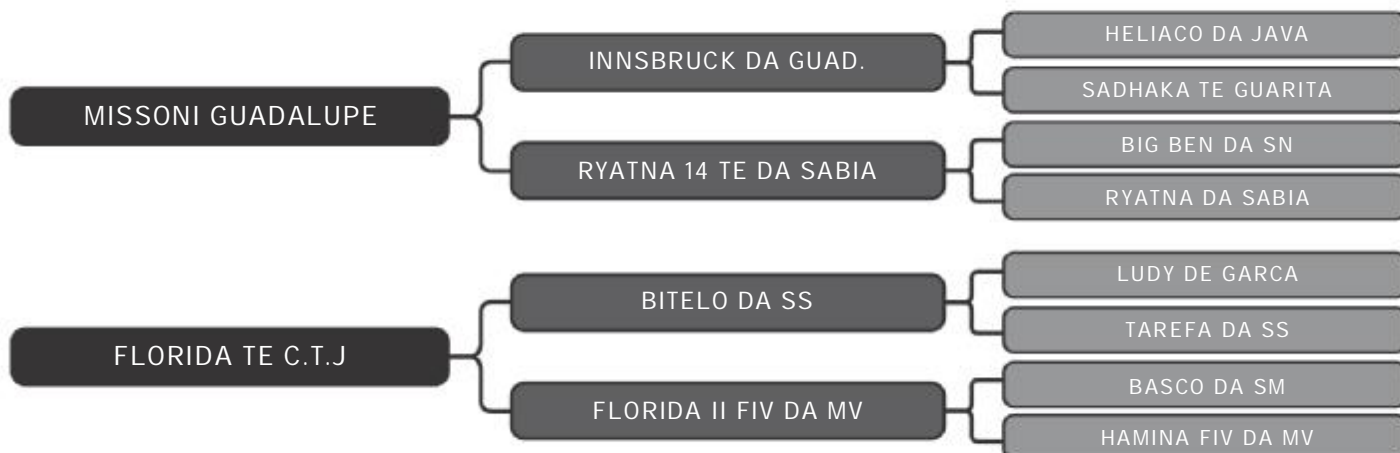 HELIACO DA JAVA
INNSBRUCK DA GUAD.
SADHAKA TE GUARITA
MISSONI GUADALUPE
BIG BEN DA SN
RYATNA 14 TE DA SABIA
RYATNA DA SABIA
LUDY DE GARCA
BITELO DA SS
TAREFA DA SS
FLORIDA TE C.T.J
BASCO DA SM
FLORIDA II FIV DA MV
HAMINA FIV DA MV